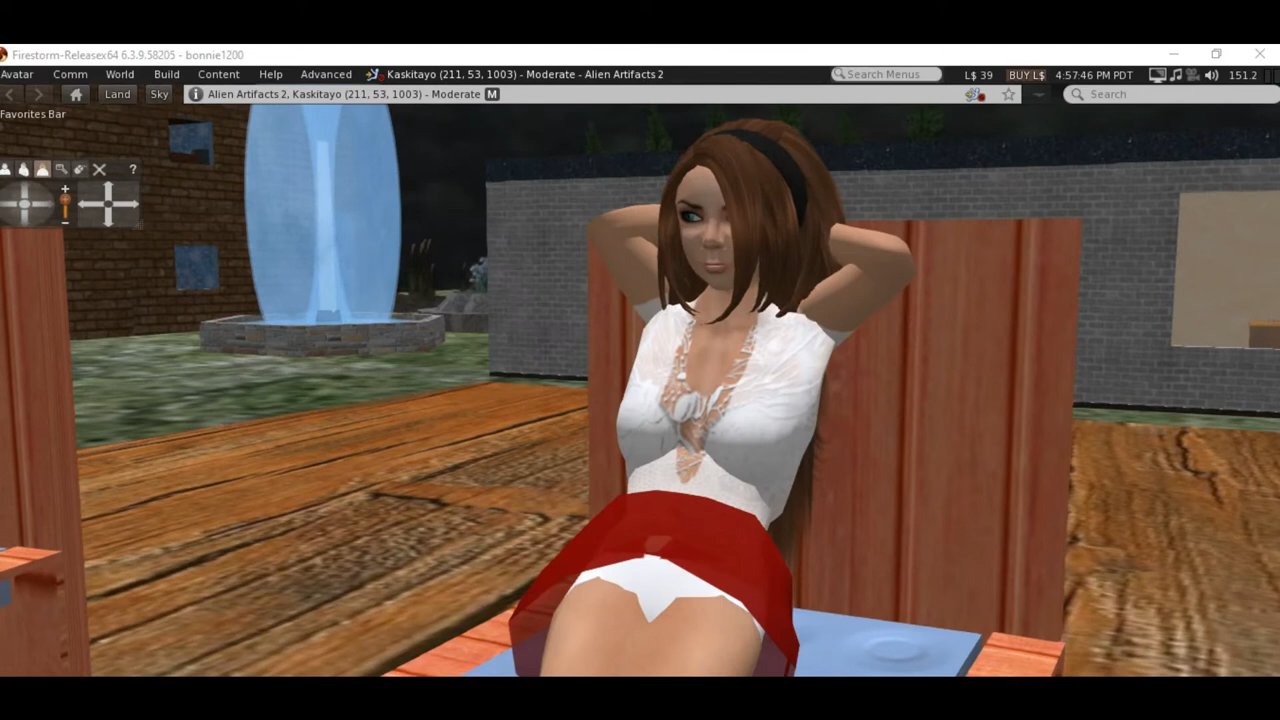 Firestorm-Releasex64 6.3.9.58205 - bonnie1200
Avatar Comm World Build Content Help Advanced Kaskitayo (211, 53, 1003) - Moderate - Alien Artifacts 2 Search Menus L$ 39 BUY L$ 4:57:46 PM PDT 151.2
Land Sky Alien Artifacts 2, Kaskitayo (211, 53, 1003) - Moderate M Search
Favorites Bar
?